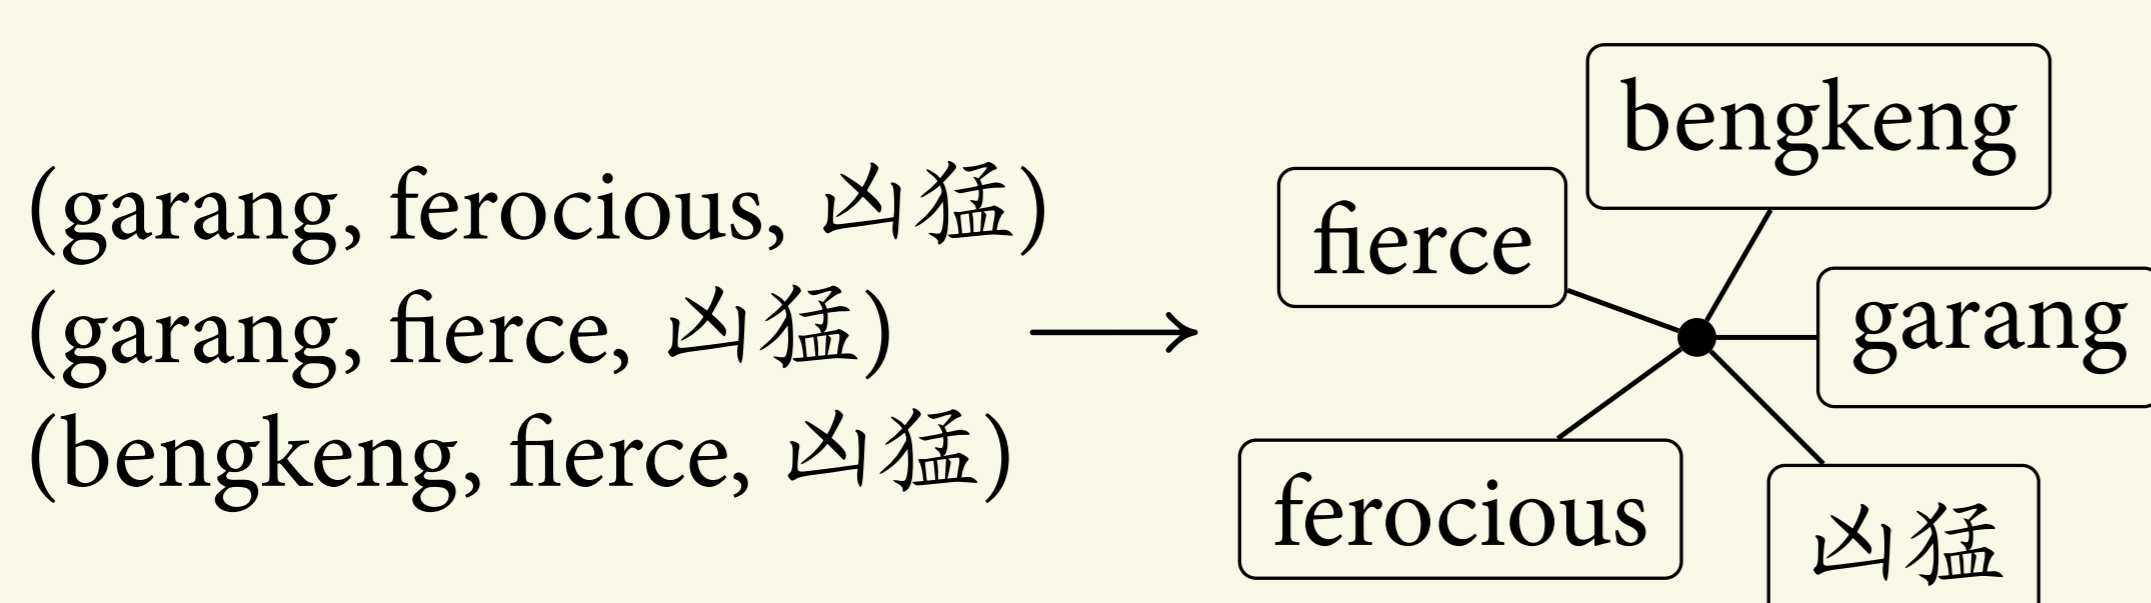 (garang, ferocious, 凶猛)
(garang, fierce, 凶猛)
(bengkeng, fierce, 凶猛)
bengkeng
fierce
garang
ferocious
凶猛